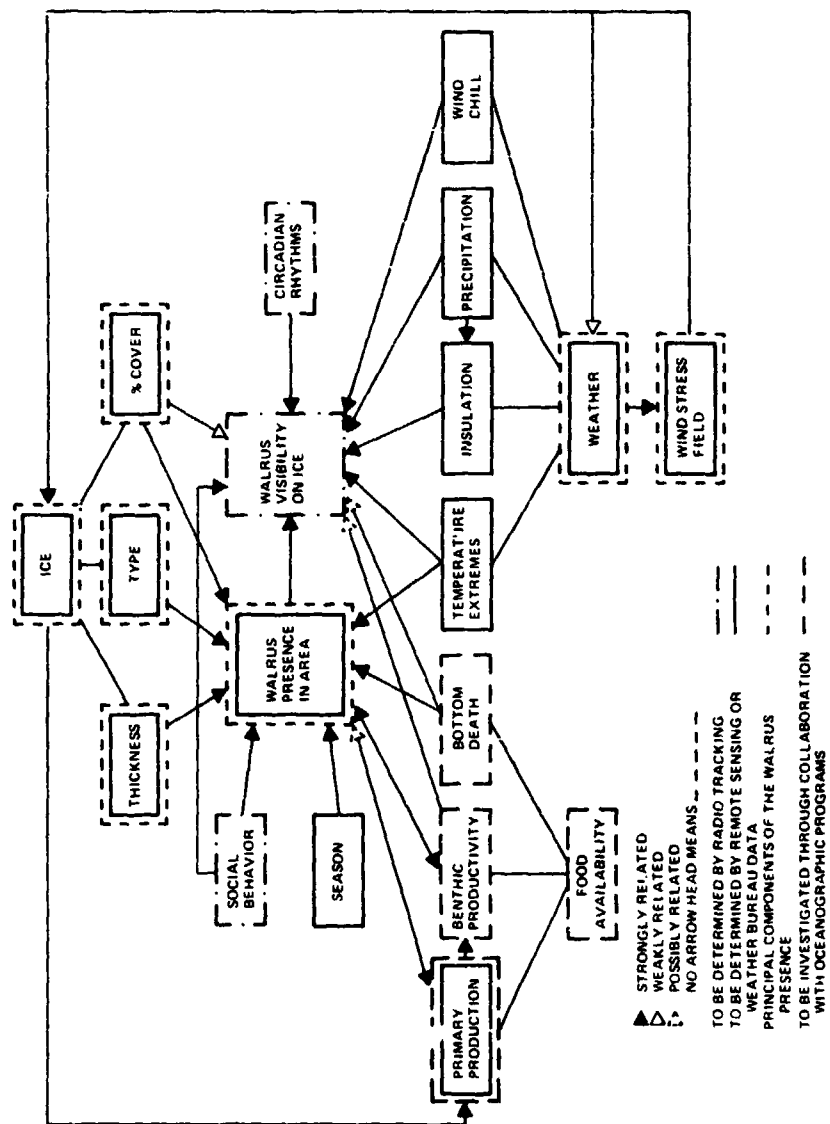 ICE
THICKNESS
TYPE
% COVER
SOCIAL
BEHAVIOR
WALRUS
PRESENCE
IN AREA
WALRUS
VISIBILITY
ON ICE
CIRCADIAN
RHYTHMS
SEASON
PRIMARY
PRODUCTION
BENTHIC
PRODUCTIVITY
BOTTOM
DEATH
TEMPERAT'IRE
EXTREMES
INSULATION
PRECIPITATION
WIND
CHILL
FOOD
AVAILABILITY
WEATHER
WIND STRESS
FIELD
STRONGLY RELATED
WEAKLY RELATED
POSSIBLY RELATED
NO ARROW HEAD MEANS
TO BE DETERMINED BY RADIO TRACKING
TO BE DETERMINED BY REMOTE SENSING OR
WEATHER BUREAU DATA
PRINCIPAL COMPONENTS OF THE WALRUS
PRESENCE
TO BE INVESTIGATED THROUGH COLLABORATION
WITH OCEANOGRAPHIC PROGRAMS